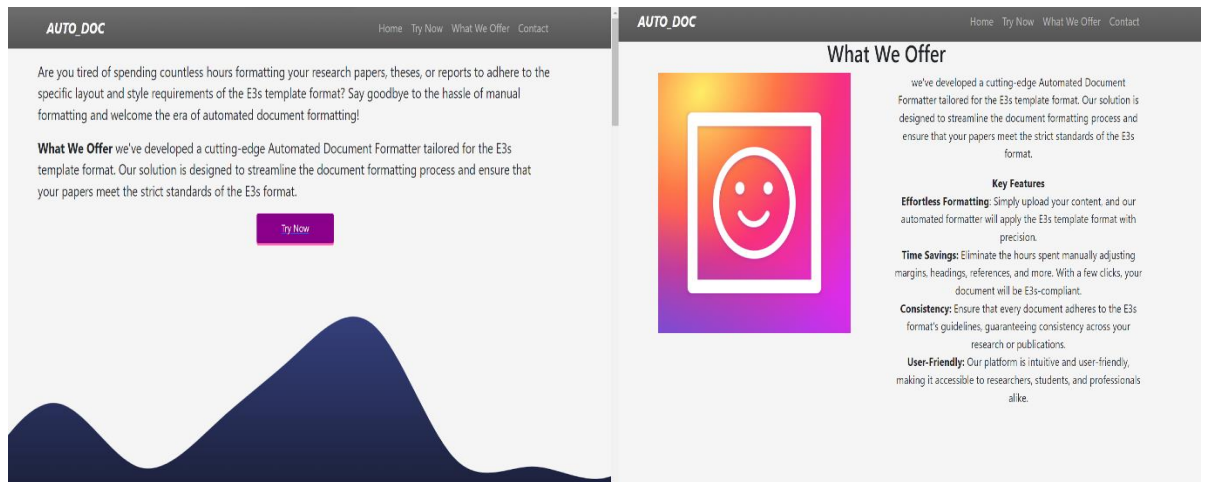 AUTO_DOC
Home Try Now What We Offer Contact
Are you tired of spending countless hours formatting your research papers, theses, or reports to adhere to the
specific layout and style requirements of the E3s template format? Say goodbye to the hassle of manual
formatting and welcome the era of automated document formatting!
What We Offer we've developed a cutting-edge Automated Document Formatter tailored for the E3s
template format. Our solution is designed to streamline the document formatting process and ensure that
your papers meet the strict standards of the E3s format.
Try Now
AUTO_DOC
Home Try Now What We Offer Contact
What We Offer
we've developed a cutting-edge Automated Document
Formatter tailored for the E3s template format. Our solution is
designed to streamline the document formatting process and
ensure that your papers meet the strict standards of the E3s
format.
Key Features
Effortless Formatting: Simply upload your content, and our
automated formatter will apply the E3s template format with
precision.
Time Savings: Eliminate the hours spent manually adjusting
margins, headings, references, and more. With a few clicks, your
document will be E3s-compliant.
Consistency: Ensure that every document adheres to the E3s
format's guidelines, guaranteeing consistency across your
research or publications.
User-Friendly: Our platform is intuitive and user-friendly,
making it accessible to researchers, students, and professionals
alike.